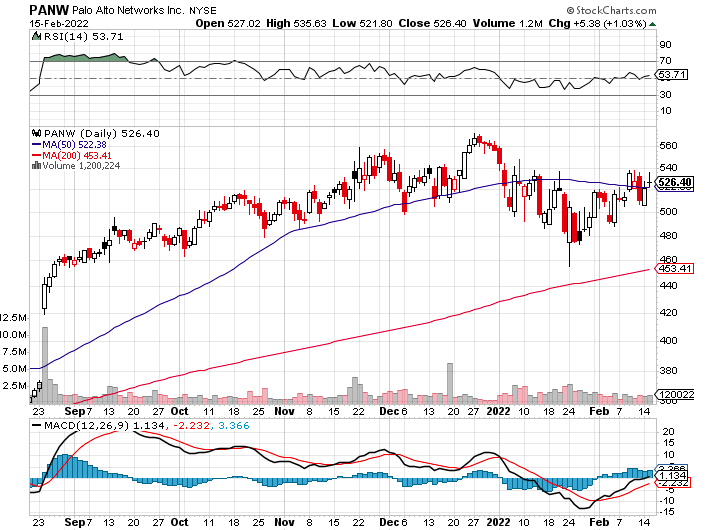 PANW Palo Alto Networks Inc. NYSE © StockCharts.com
15-Feb-2022 Open 527.02 High 535.63 Low 521.80 Close 526.40 Volume 1.2M Chg +5.38 (+1.03%)
RSI(14) 53.71
90
70
53.71
30
10
PANW (Daily) 526.40
MA(50) 522.38
MA(200) 453.41
Volume 1,200,224
560
540
526.40
500
480
460
453.41
440
420
400
380
12.5M
10.0M
7.5M
5.0M
2.5M
23 Sep 7 13 20 27 Oct 11 18 25 Nov 8 15 22 Dec 6 13 20 27 2022 10 18 24 Feb 7 14
MACD(12,26,9) 1.134, -2.232, 3.366
20
15
10
5
1.134
-2.232
-10
-15
23 Sep 7 13 20 27 Oct 11 18 25 Nov 8 15 22 Dec 6 13 20 27 2022 10 18 24 Feb 7 14